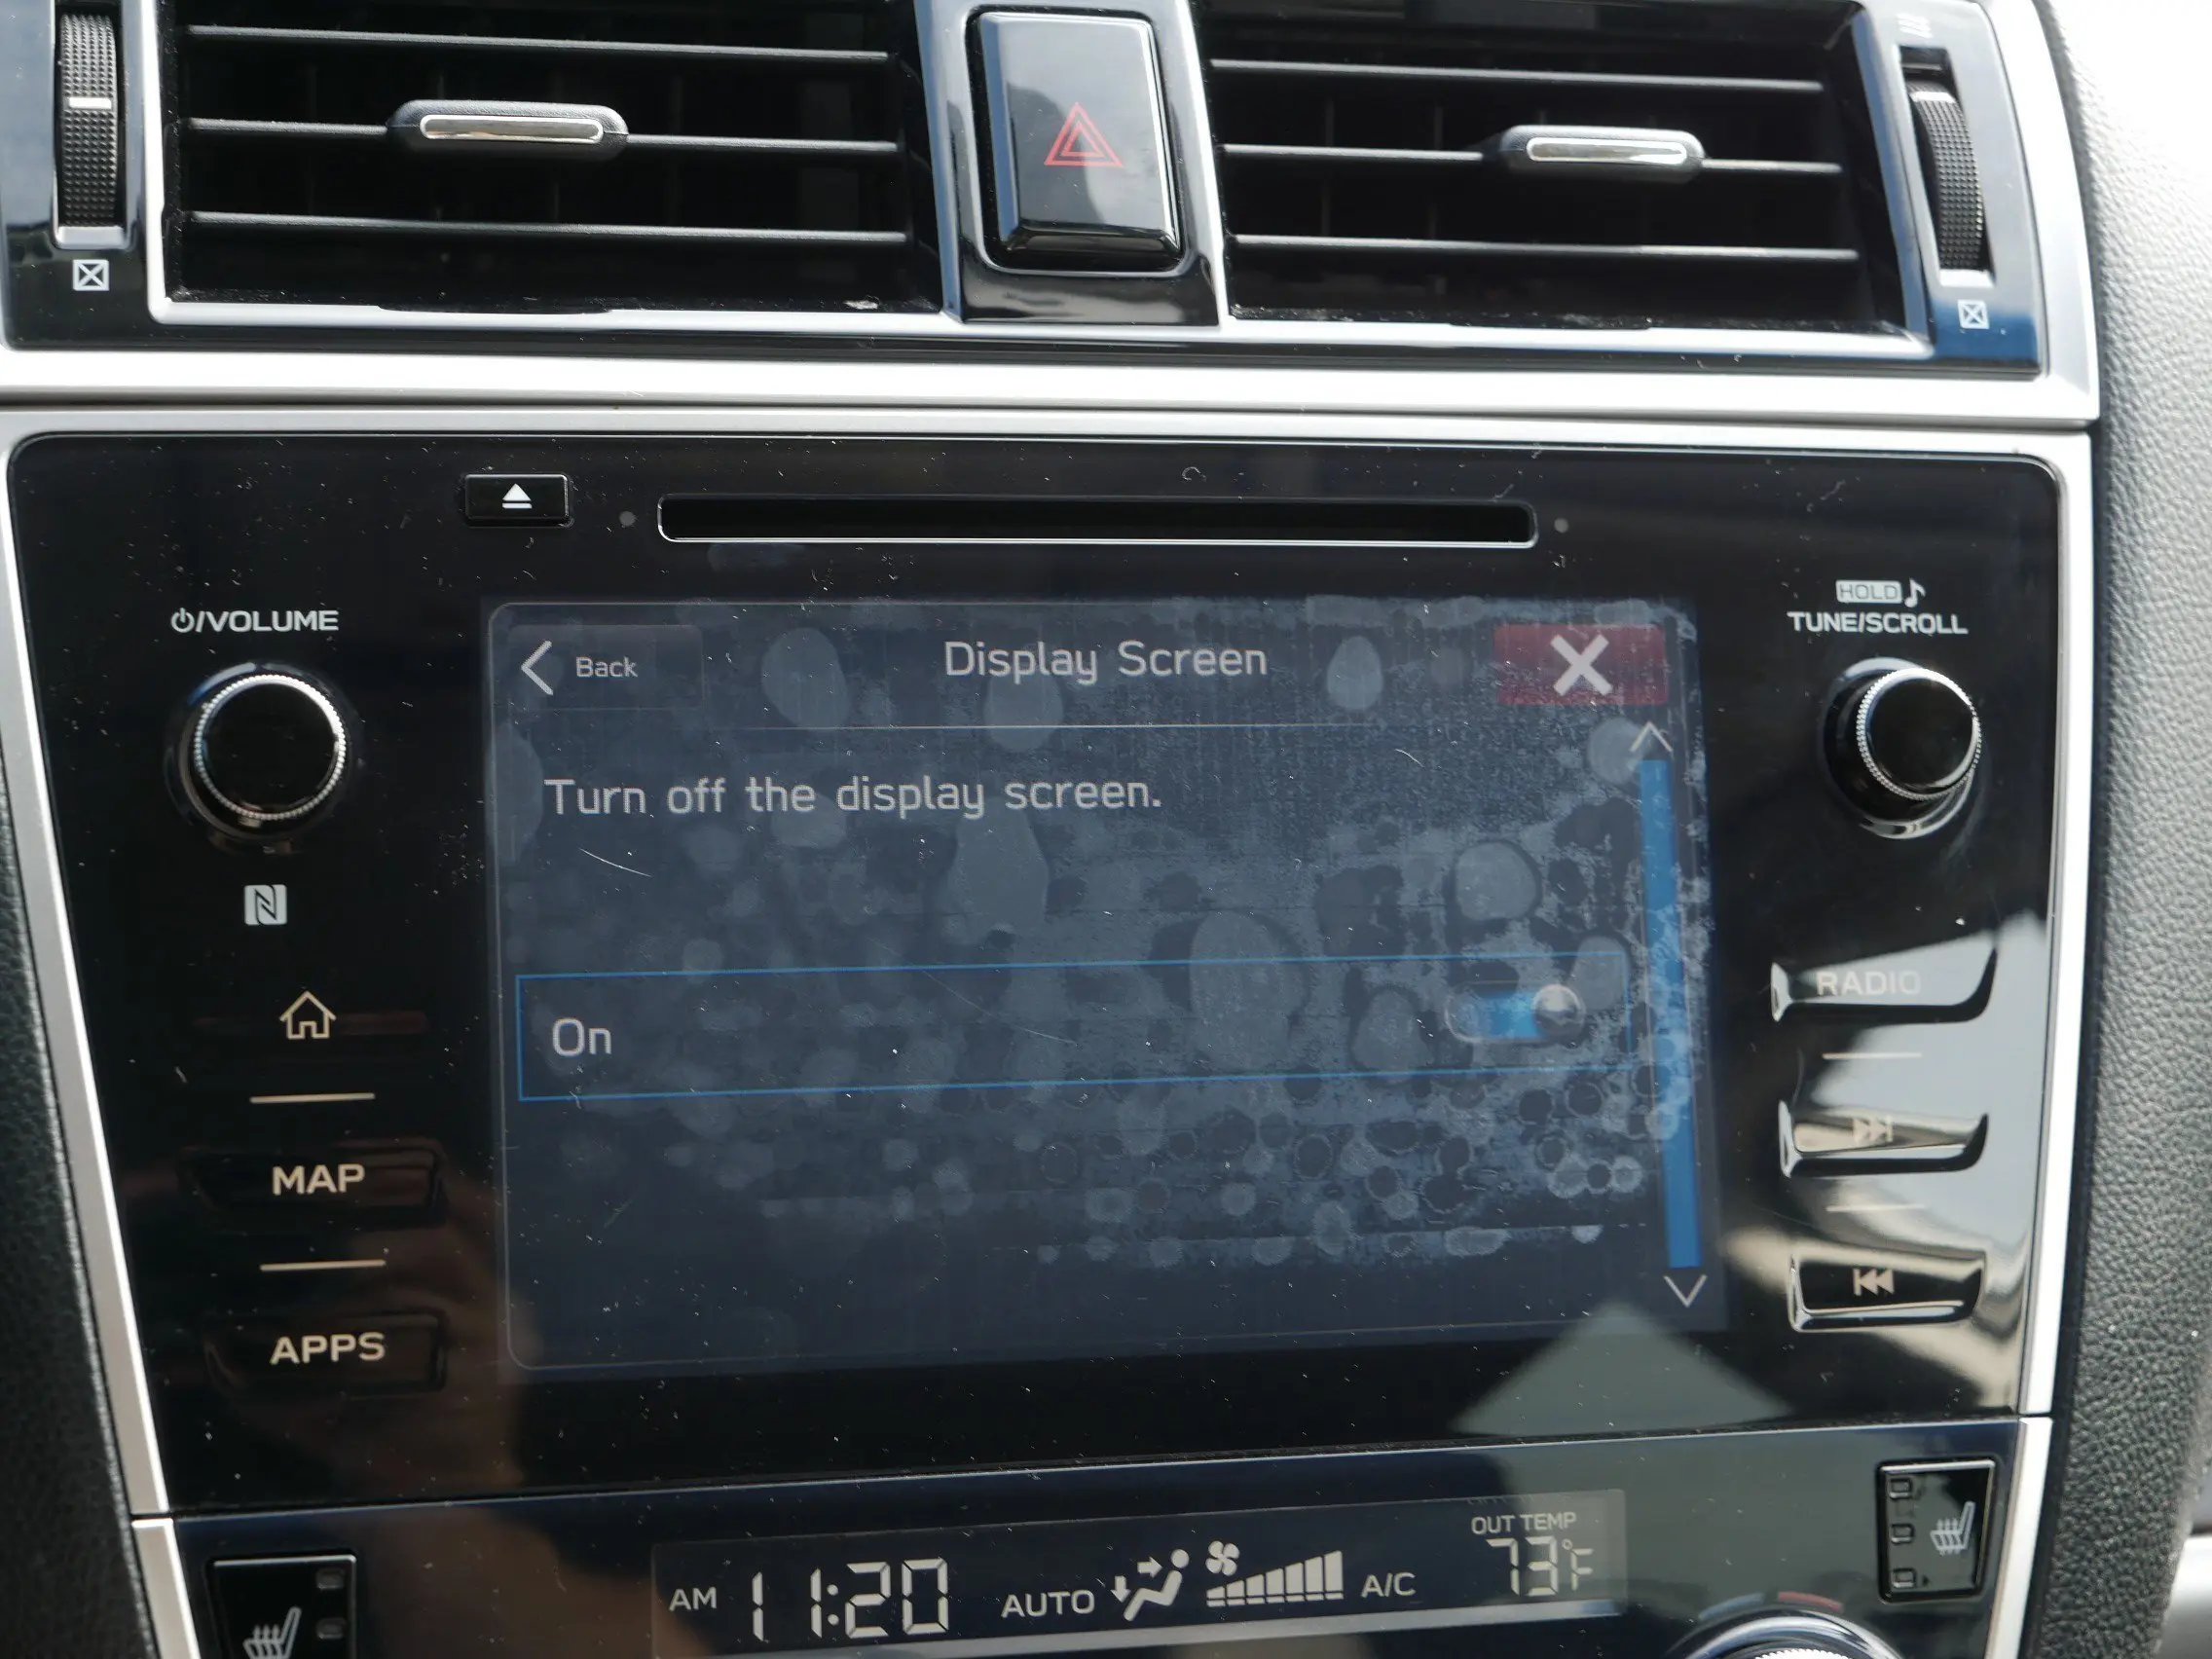 /VOLUME
HOLD
TUNE/SCROLL
Back
Display Screen
Turn off the display screen.
On
RADIO
MAP
APPS
AM 11:20 AUTO A/C OUT TEMP 73°F